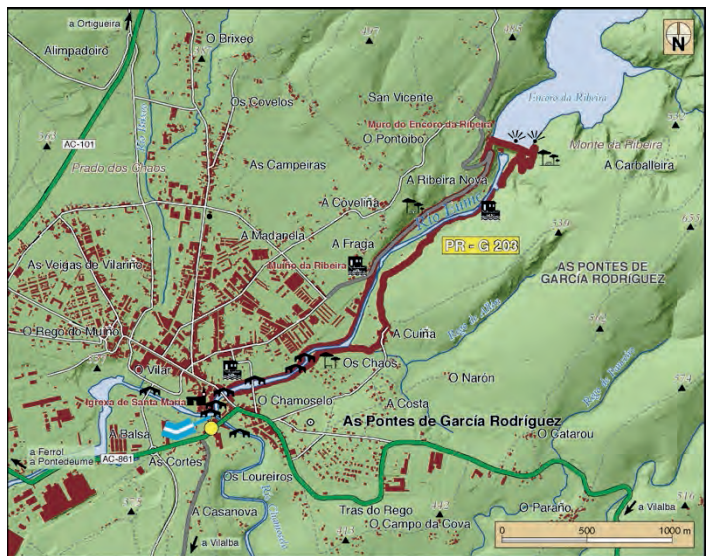 a Ortigueira
O Brixeo
Alimpadoiro
N
Os Covelos
San Vicente
Encoro da Ribeira
Muro do Encoro da Ribeira
O Pontoibo
AC-101
Prado dos Chaos
As Campeiras
Monte da Ribeira
A Carballeira
A Ribeira Nova
A Coveliña
Río Eume
A Madanela
A Fraga
PR - G 203
As Veigas de Vilariño
Muíño da Ribeira
AS PONTES DE
GARCÍA RODRÍGUEZ
O Rego do Muíño
A Cuiña
O Vilar
Os Chaos
O Narón
Igrexa de Santa María
O Chamoselo
A Costa
As Pontes de García Rodríguez
A Balsa
O Catarou
a Ferrol
a Pontedeume
AC-861
As Cortes
Os Loureiros
a Vilalba
Tras do Rego
O Paraño
A Casanova
O Campo da Cova
a Vilalba
0 500 1000 m